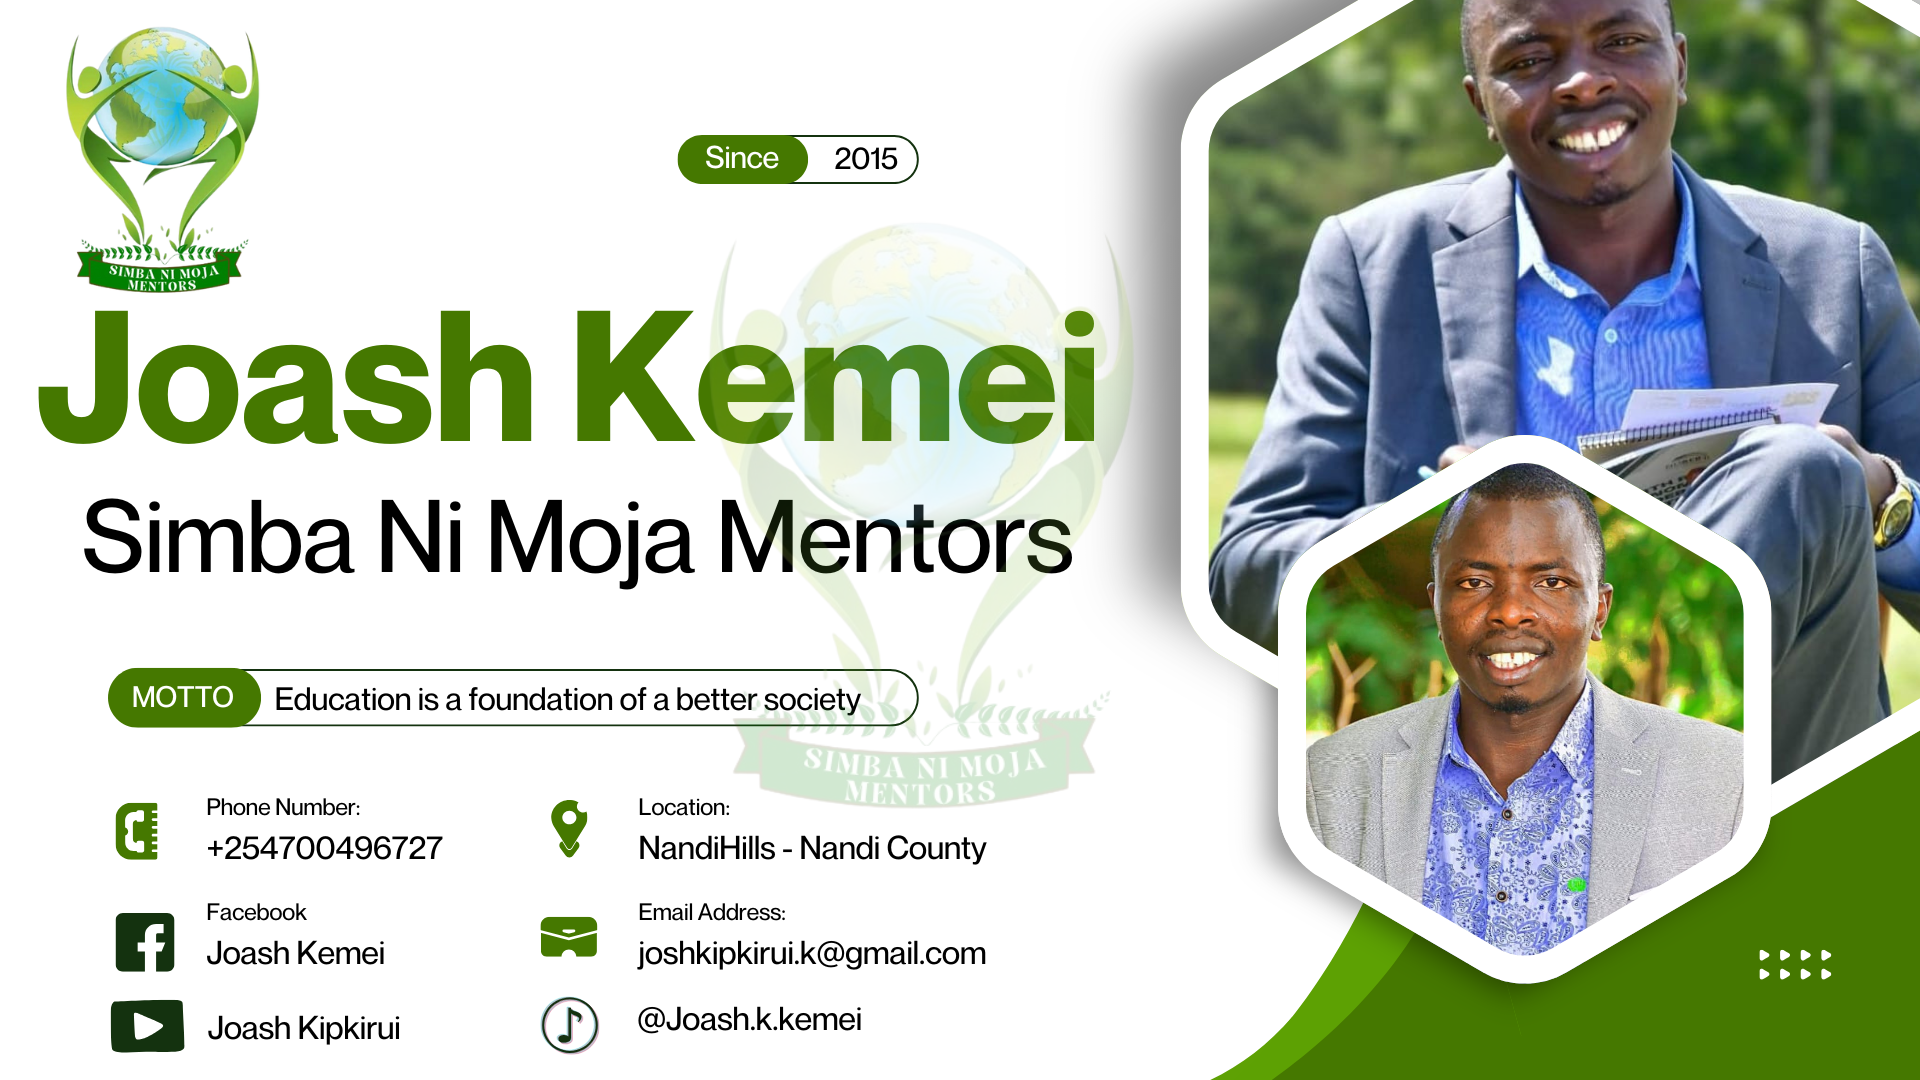 SIMBA NI MOJA
MENTORS
Since 2015
Joash Kemei
Simba Ni Moja Mentors
MOTTO Education is a foundation of a better society
SIMBA NI MOJA
MENTORS
Phone Number:
+254700496727
Location:
NandiHills - Nandi County
Facebook
Joash Kemei
Email Address:
joshkipkirui.k@gmail.com
Joash Kipkirui
@Joash.k.kemei